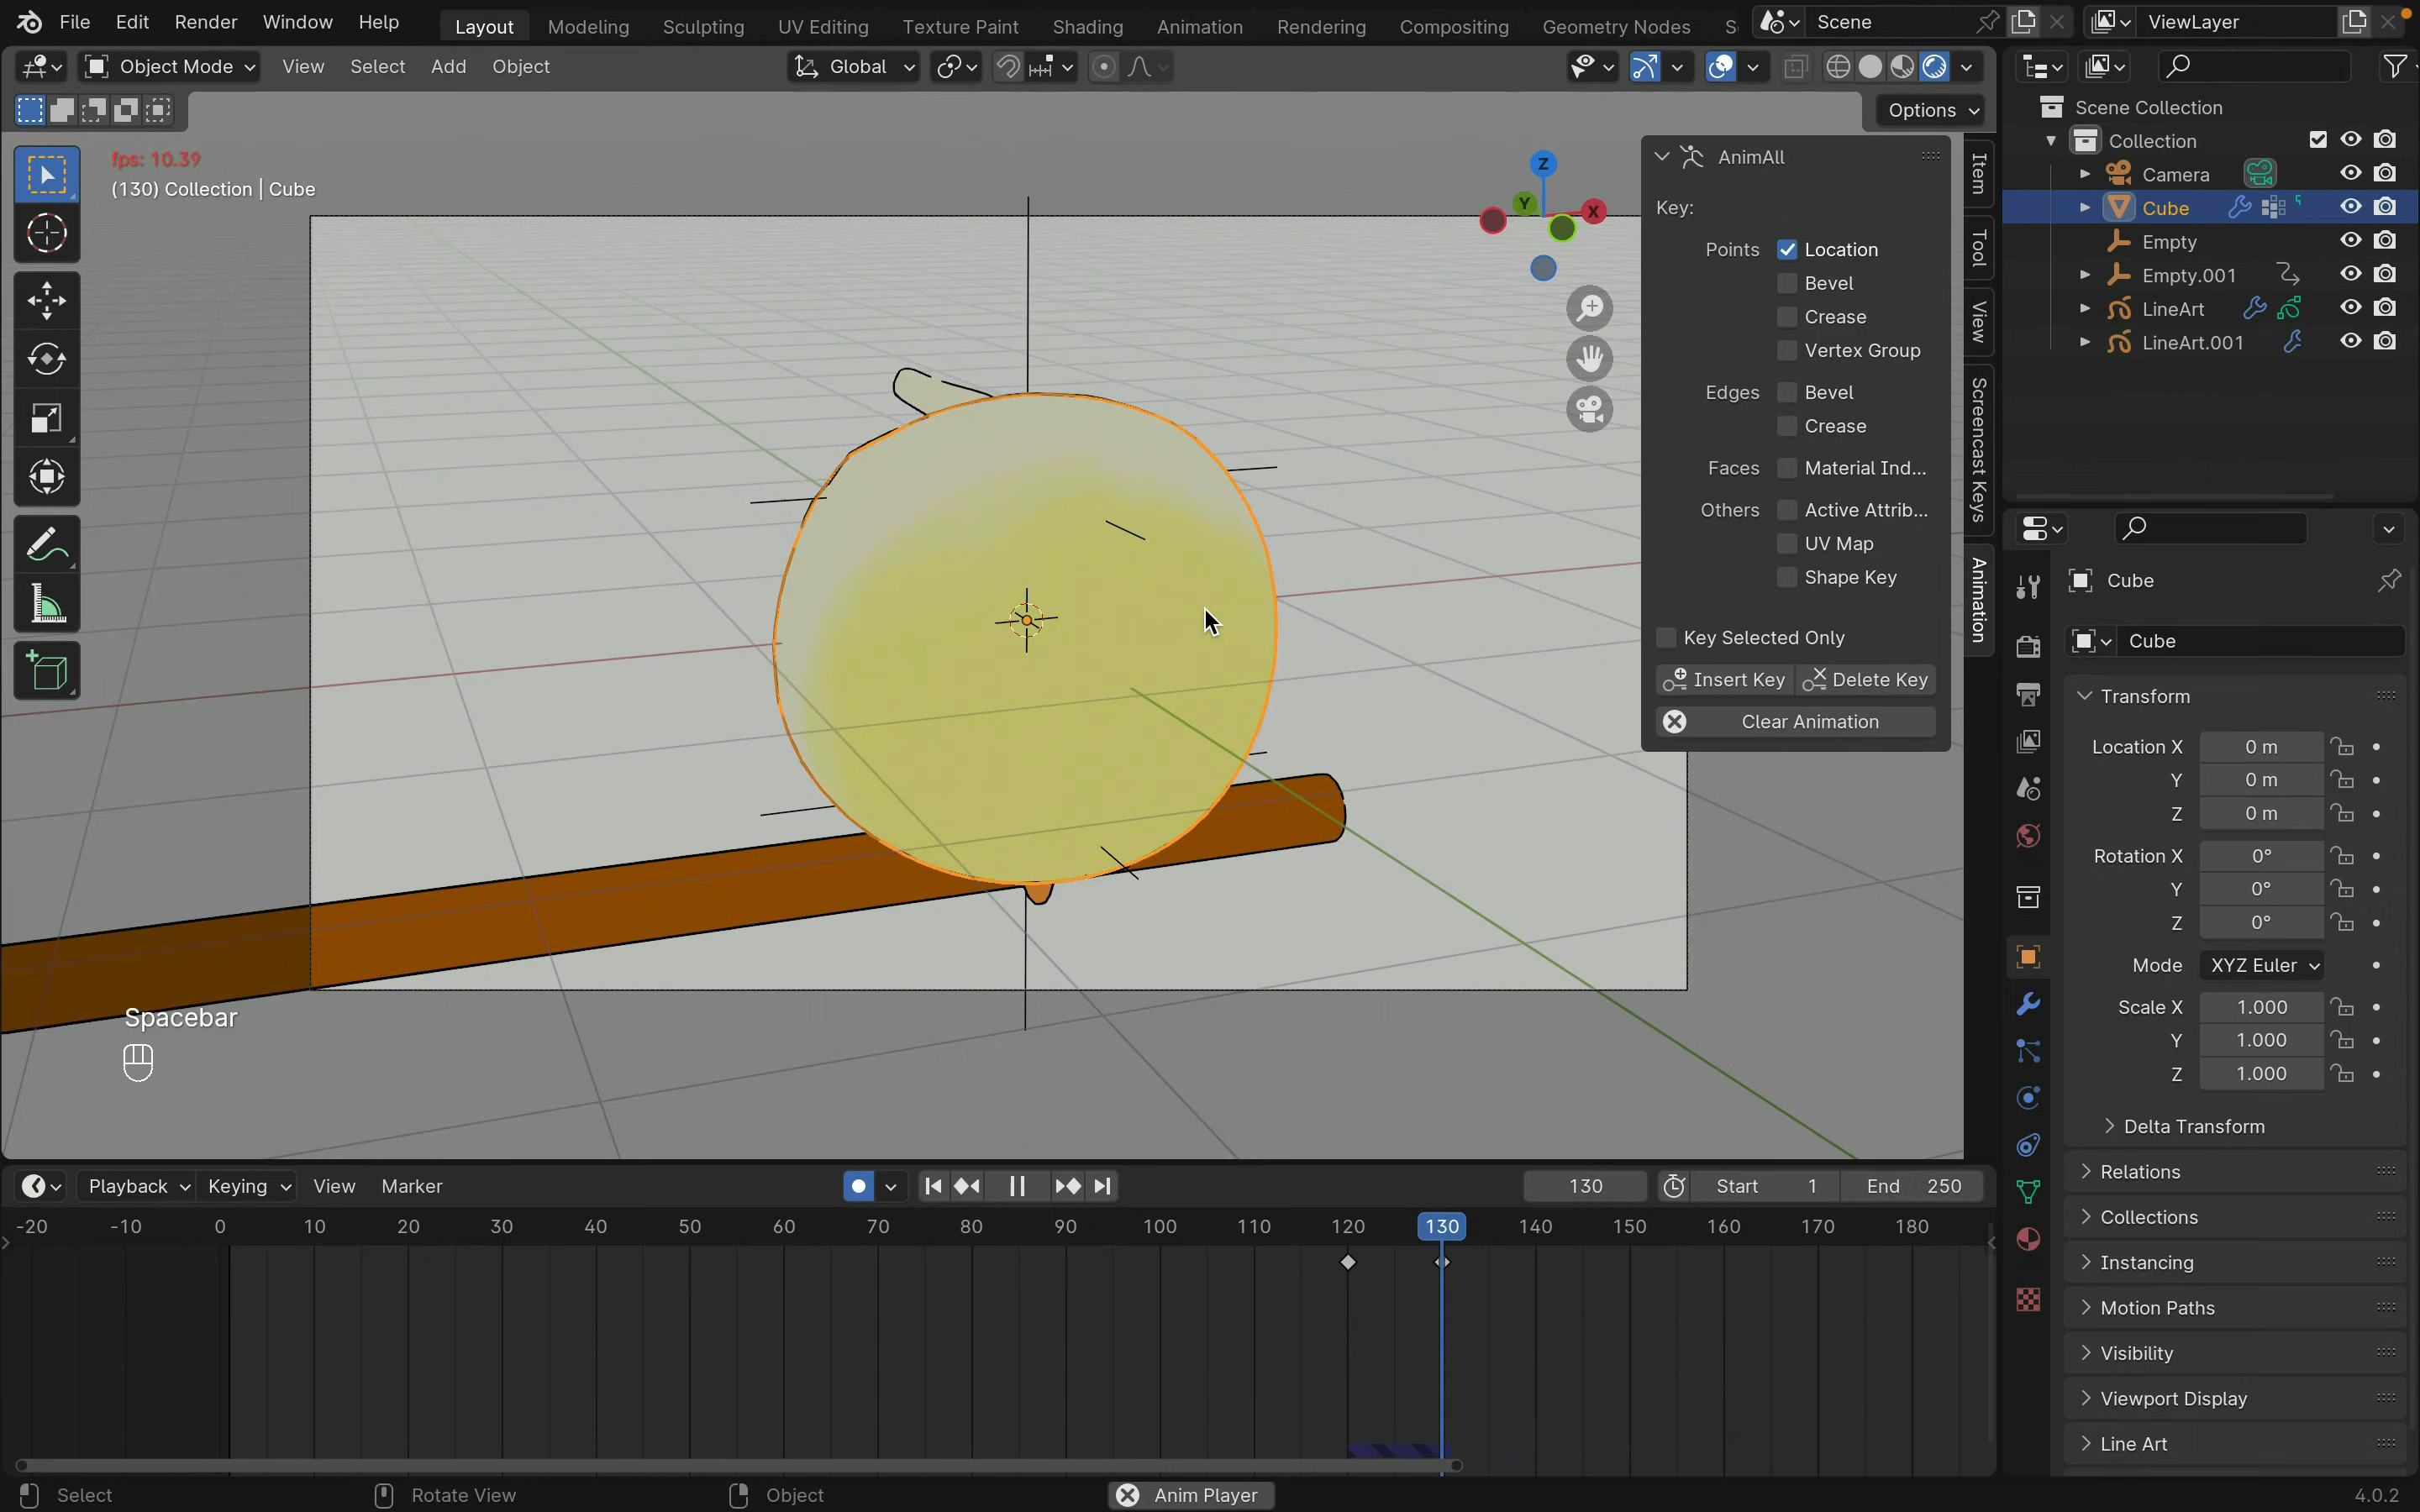 File Edit Render Window Help Layout Modeling Sculpting UV Editing Texture Paint Shading Animation Rendering Compositing Geometry Nodes S Scene ViewLayer
Object Mode View Select Add Object Global
Options
fps: 10.39
(130) Collection | Cube
Z
Y
X
AnimAll
Key:
Points Location
Bevel
Crease
Vertex Group
Edges Bevel
Crease
Faces Material Ind...
Others Active Attrib...
UV Map
Shape Key
Key Selected Only
Insert Key Delete Key
Clear Animation
Item
Tool
View
Screencast Keys
Animation
Spacebar
Scene Collection
Collection
Camera
Cube
Empty
Empty.001
LineArt
LineArt.001
Cube
Cube
Transform
Location X 0 m
Y 0 m
Z 0 m
Rotation X 0°
Y 0°
Z 0°
Mode XYZ Euler
Scale X 1.000
Y 1.000
Z 1.000
Delta Transform
Relations
Collections
Instancing
Motion Paths
Visibility
Viewport Display
Line Art
Playback Keying View Marker 130 Start 1 End 250
-20 -10 0 10 20 30 40 50 60 70 80 90 100 110 120 130 140 150 160 170 180
Select Rotate View Object Anim Player 4.0.2